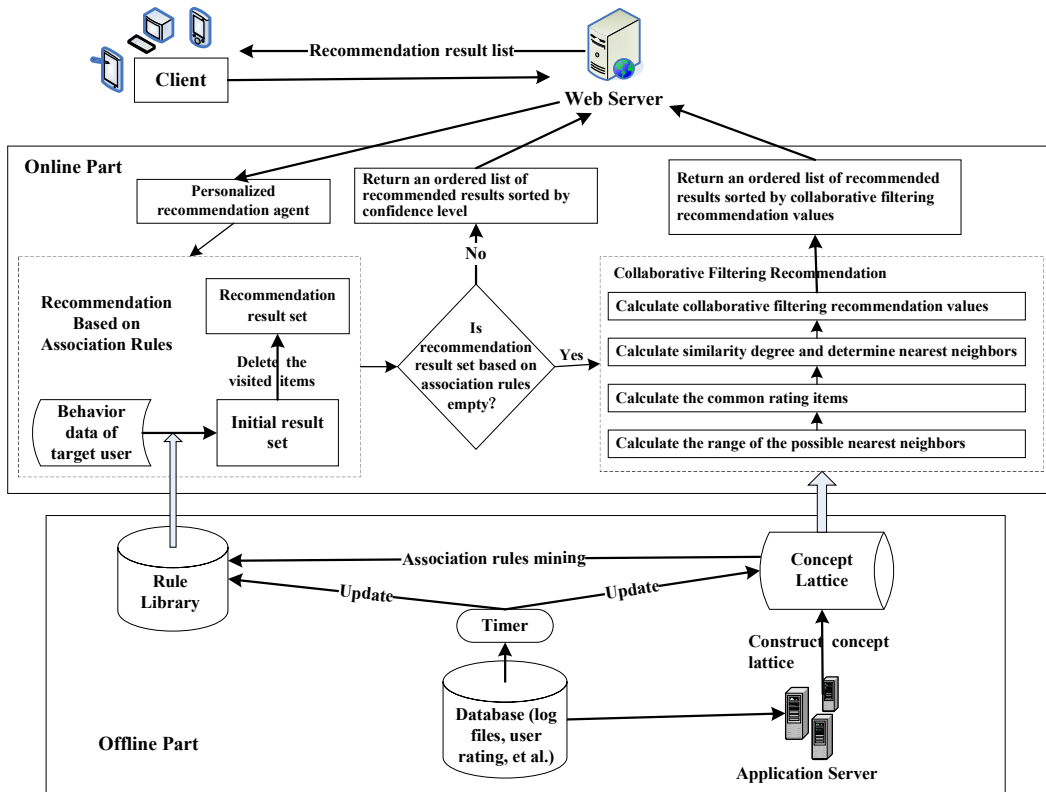 Recommendation result list
Client
Web Server
Online Part
Personalized
recommendation agent
Return an ordered list of
recommended results sorted by
confidence level
Return an ordered list of recommended
results sorted by collaborative filtering
recommendation values
No
Recommendation
Based on
Association Rules
Recommendation
result set
Delete the
visited items
Behavior
data of
target user
Initial result
set
Is
recommendation
result set based on
association rules
empty?
Yes
Collaborative Filtering Recommendation
Calculate collaborative filtering recommendation values
Calculate similarity degree and determine nearest neighbors
Calculate the common rating items
Calculate the range of the possible nearest neighbors
Rule
Library
Association rules mining
Concept
Lattice
Update
Update
Timer
Construct concept
lattice
Database (log
files, user
rating, et al.)
Application Server
Offline Part